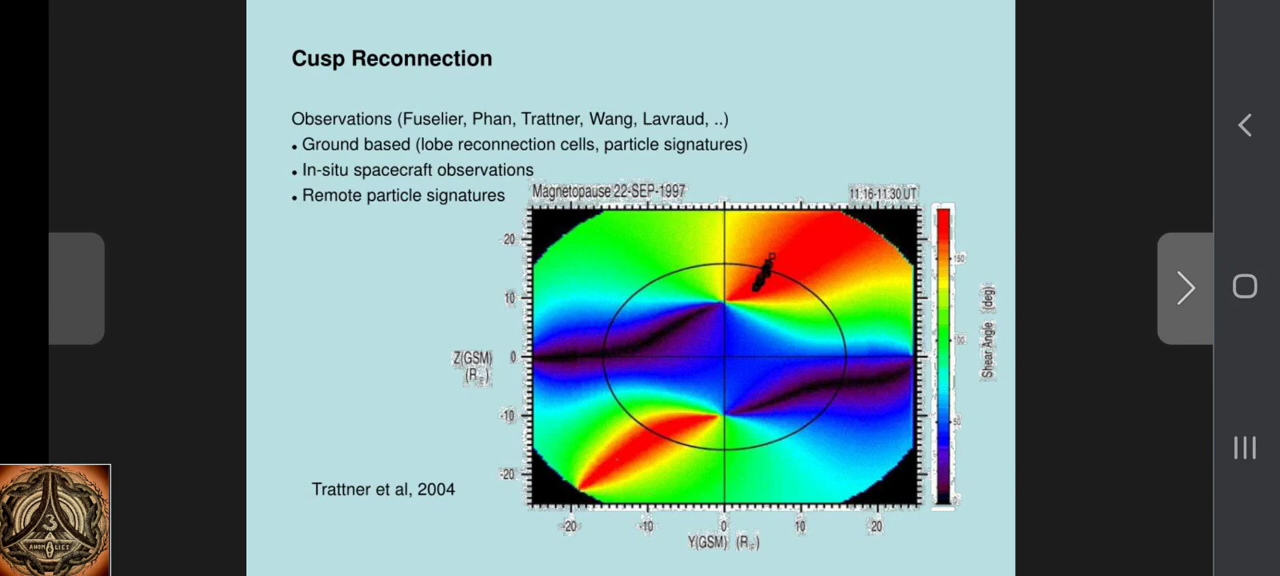 Cusp Reconnection
Observations (Fuselier, Phan, Trattner, Wang, Lavraud, ..)
• Ground based (lobe reconnection cells, particle signatures)
• In-situ spacecraft observations
• Remote particle signatures
Magnetopause 22-SEP-1997
11:16-11:30 UT
20
10
0
-10
-20
Z(GSM)
(RE)
150
100
50
0
Shear Angle (deg)
-20 -10 0 10 20
Y(GSM) (RE)
Trattner et al, 2004
3